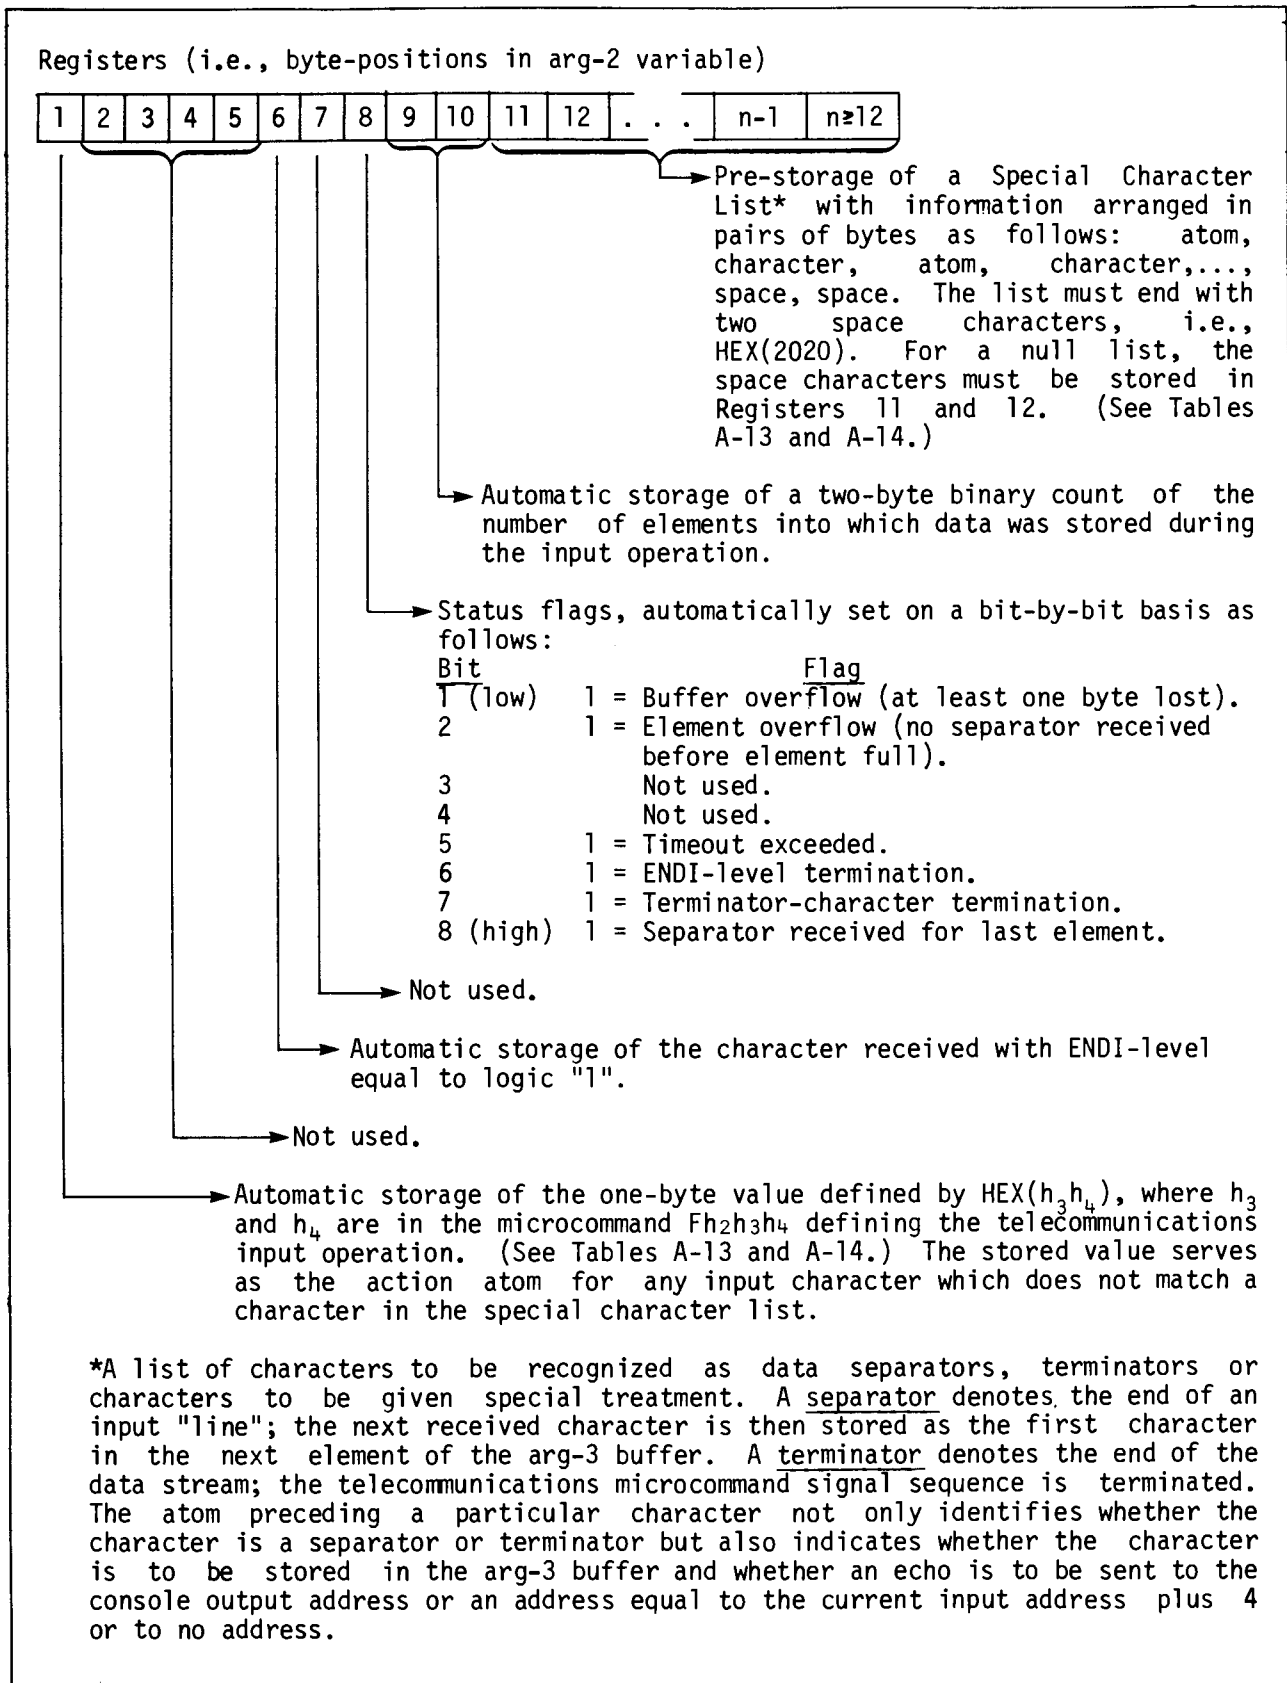 Registers (i.e., byte-positions in arg-2 variable)
1 2 3 4 5 6 7 8 9 10 11 12 . . . n-1 n≥12
Pre-storage of a Special Character
List* with information arranged in
pairs of bytes as follows: atom,
character, atom, character,...,
space, space. The list must end with
two space characters, i.e.,
HEX(2020). For a null list, the
space characters must be stored in
Registers 11 and 12. (See Tables
A-13 and A-14.)
Automatic storage of a two-byte binary count of the
number of elements into which data was stored during
the input operation.
Status flags, automatically set on a bit-by-bit basis as
follows:
Bit Flag
1 (low) 1 = Buffer overflow (at least one byte lost).
2 1 = Element overflow (no separator received
before element full).
3 Not used.
4 Not used.
5 1 = Timeout exceeded.
6 1 = ENDI-level termination.
7 1 = Terminator-character termination.
8 (high) 1 = Separator received for last element.
Not used.
Automatic storage of the character received with ENDI-level
equal to logic "1".
Not used.
Automatic storage of the one-byte value defined by HEX(h₃h₄), where h₃
and h₄ are in the microcommand Fh₂h₃h₄ defining the telecommunications
input operation. (See Tables A-13 and A-14.) The stored value serves
as the action atom for any input character which does not match a
character in the special character list.
*A list of characters to be recognized as data separators, terminators or
characters to be given special treatment. A separator denotes the end of an
input "line"; the next received character is then stored as the first character
in the next element of the arg-3 buffer. A terminator denotes the end of the
data stream; the telecommunications microcommand signal sequence is terminated.
The atom preceding a particular character not only identifies whether the
character is a separator or terminator but also indicates whether the character
is to be stored in the arg-3 buffer and whether an echo is to be sent to the
console output address or an address equal to the current input address plus 4
or to no address.